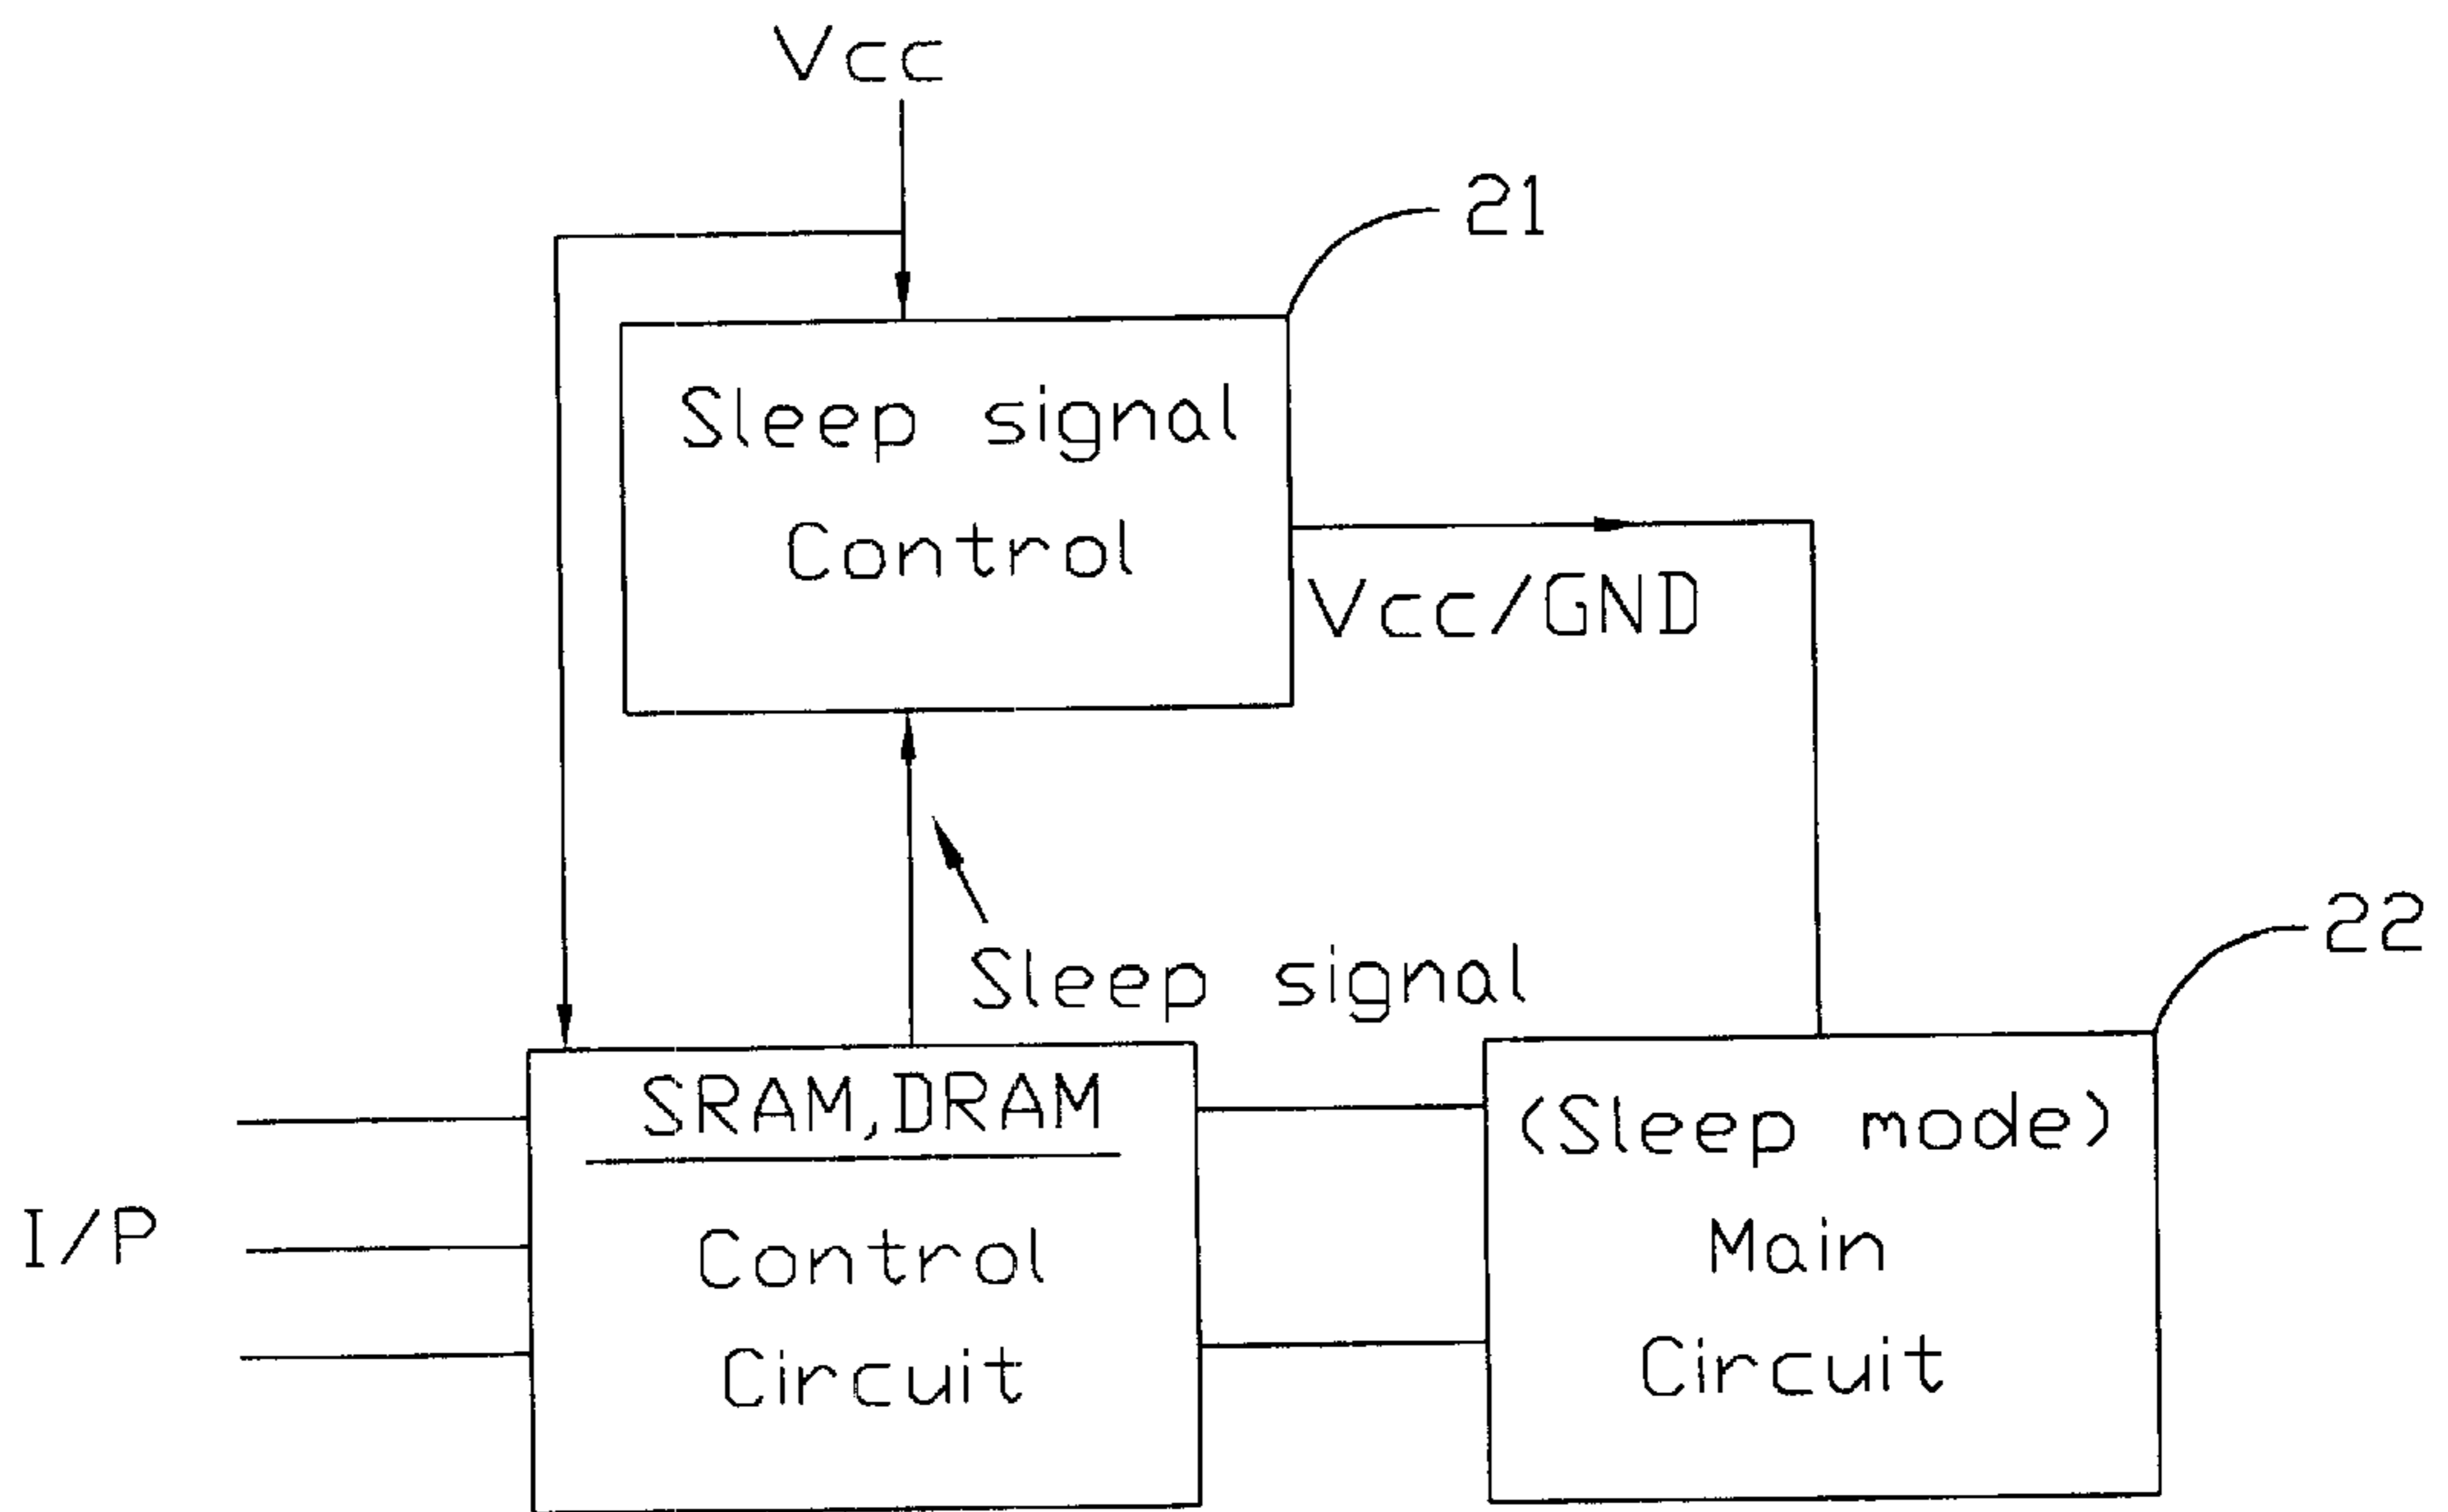 Vcc
21
Sleep signal
Control
Vcc/GND
22
Sleep signal
SRAM,DRAM
(Sleep mode)
I/P
Control
Main
Circuit
Circuit